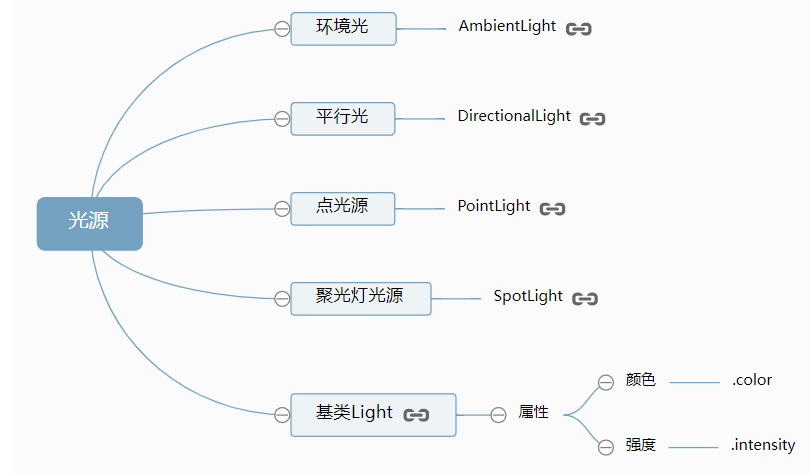 光源
环境光
AmbientLight
平行光
DirectionalLight
点光源
PointLight
聚光灯光源
SpotLight
基类Light
属性
颜色
.color
强度
.intensity